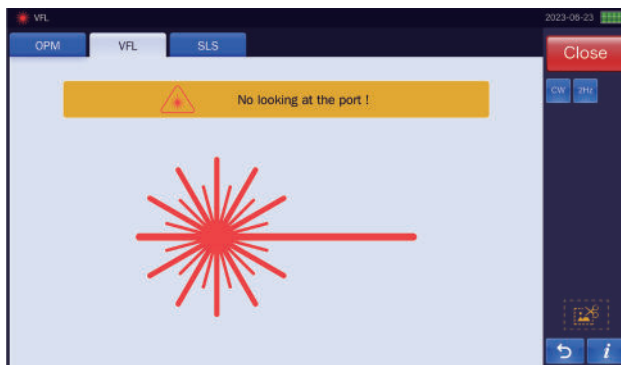 VFL
2023-06-23
OPM
VFL
SLS
Close
No looking at the port !
CW
2Hz
i